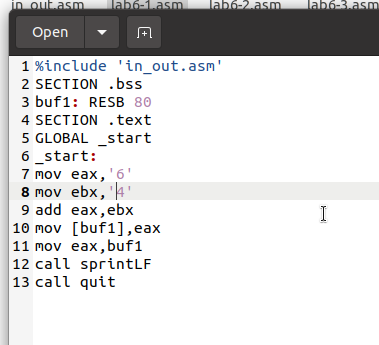 in_out.asm lab6-1.asm lab6-2.asm lab6-3.asm
Open
1 %include 'in_out.asm'
2 SECTION .bss
3 buf1: RESB 80
4 SECTION .text
5 GLOBAL _start
6 _start:
7 mov eax,'6'
8 mov ebx,'4'
9 add eax,ebx
10 mov [buf1],eax
11 mov eax,buf1
12 call sprintLF
13 call quit